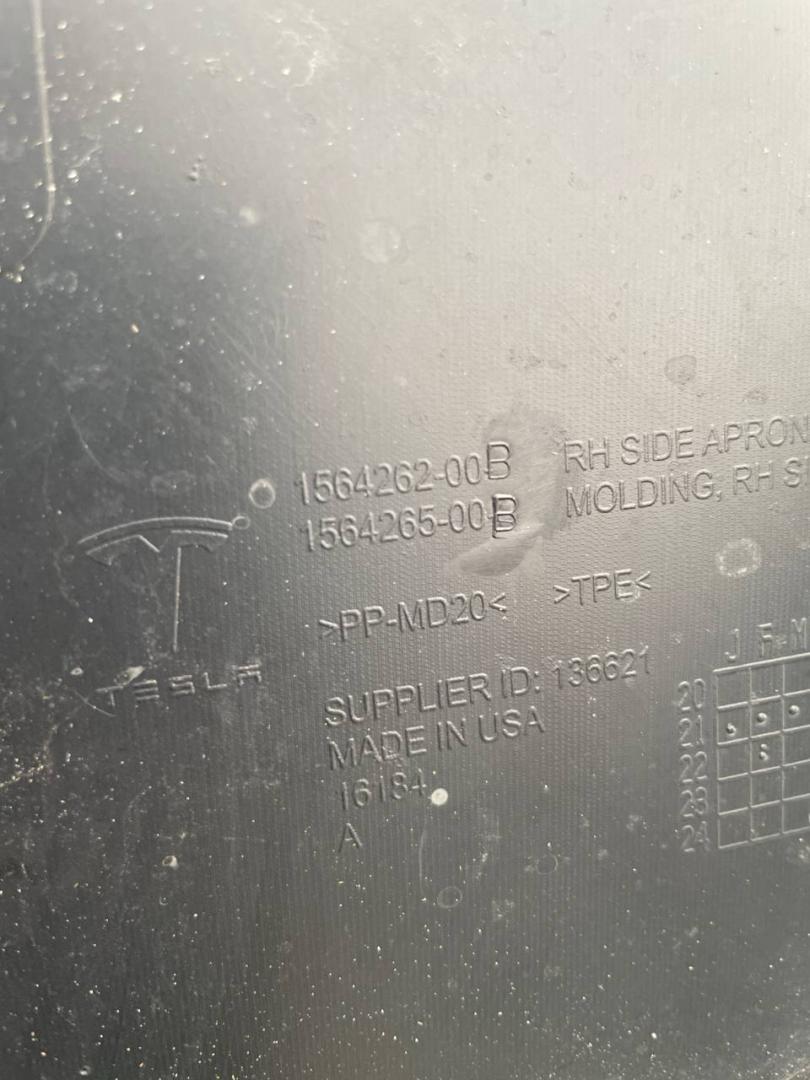 1564262-00B RH SIDE APRON
1564265-00-B MOLDING, RH S
>PP-MD20< >TPE<
TESLA
SUPPLIER ID: 136621
MADE IN USA
16184
A
J F M
20
21
22
23
24